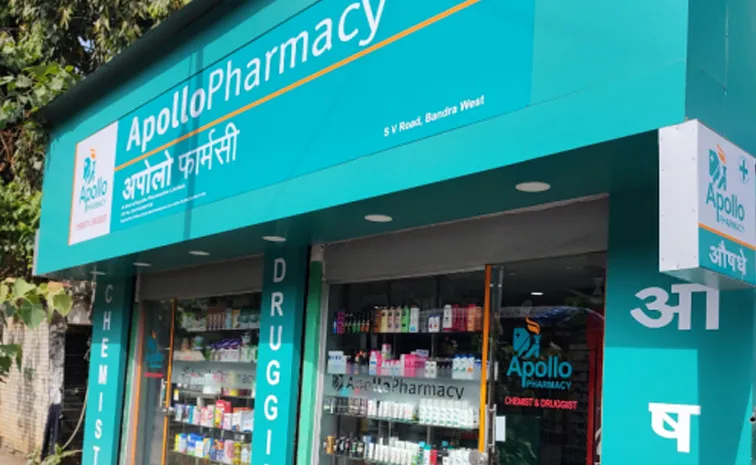 ApolloPharmacy
अपोलो फार्मसी
S V Road, Bandra West
Apollo
PHARMACY
CHEMIST & DRUGGIST
Apollo
PHARMACY
औषधे
CHEMIST
DRUGGIS
ApolloPharmacy
Apollo
PHARMACY
CHEMIST & DRUGGIST
औ
ष